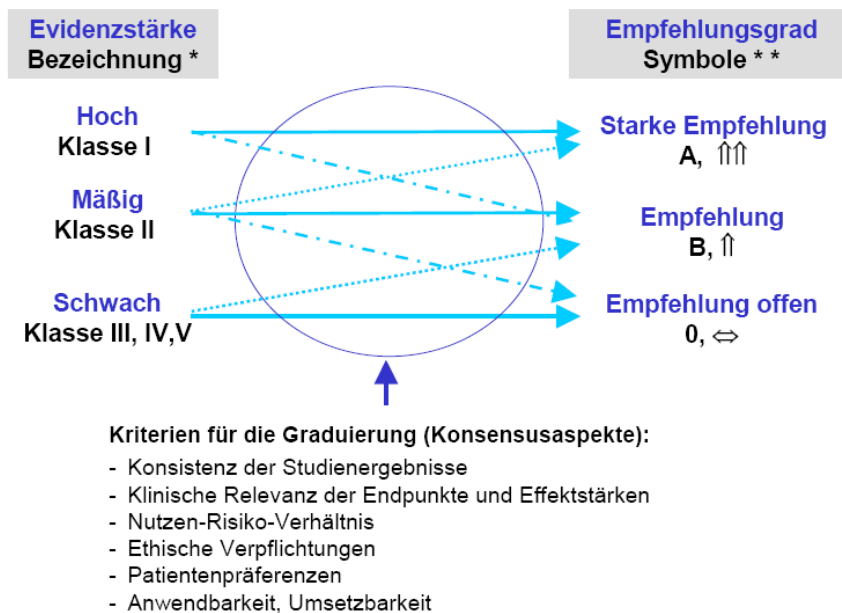 Evidenzstärke
Bezeichnung *
Empfehlungsgrad
Symbole * *
Hoch
Klasse I
Starke Empfehlung
A, ⇑⇑
Mäßig
Klasse II
Empfehlung
B, ⇑
Schwach
Klasse III, IV,V
Empfehlung offen
0, ⇔
Kriterien für die Graduierung (Konsensusaspekte):
- Konsistenz der Studienergebnisse
- Klinische Relevanz der Endpunkte und Effektstärken
- Nutzen-Risiko-Verhältnis
- Ethische Verpflichtungen
- Patientenpräferenzen
- Anwendbarkeit, Umsetzbarkeit